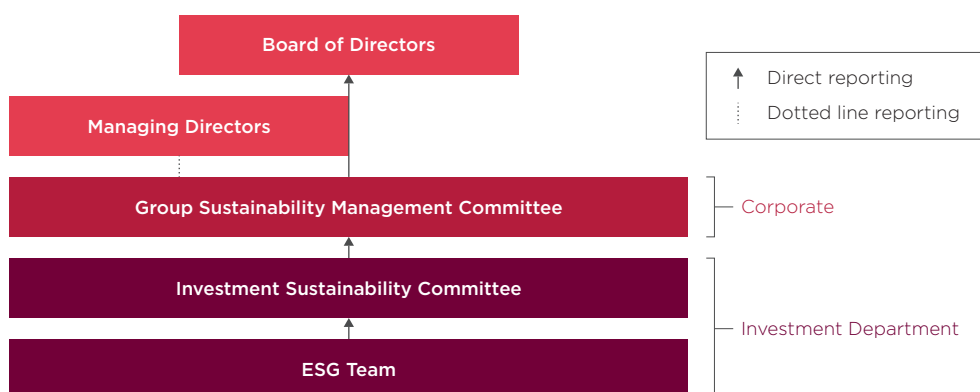 Board of Directors
Direct reporting
Dotted line reporting
Managing Directors
Group Sustainability Management Committee
Corporate
Investment Sustainability Committee
Investment Department
ESG Team